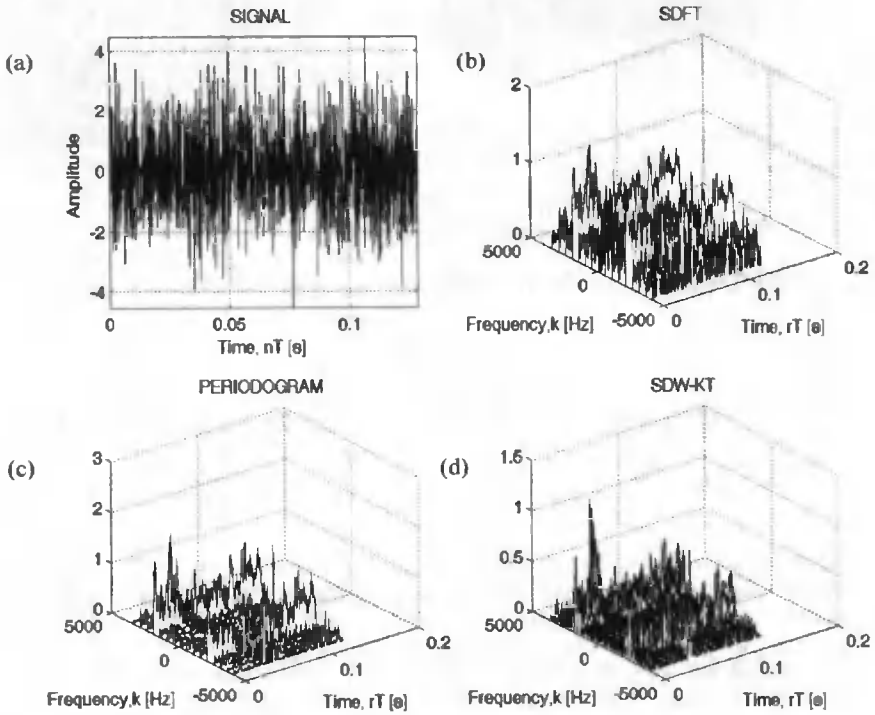 SIGNAL
(a)
4
2
0
-2
-4
Amplitude
0
0.05
0.1
Time, nT [s]
SDFT
(b)
2
1
0
5000
0
-5000
0
0.1
0.2
Frequency,k [Hz]
Time, rT [s]
PERIODOGRAM
(c)
3
2
1
0
5000
0
-5000
0
0.1
0.2
Frequency,k [Hz]
Time, rT [s]
SDW-KT
(d)
1.5
1
0.5
0
5000
0
-5000
0
0.1
0.2
Frequency,k [Hz]
Time, rT [s]